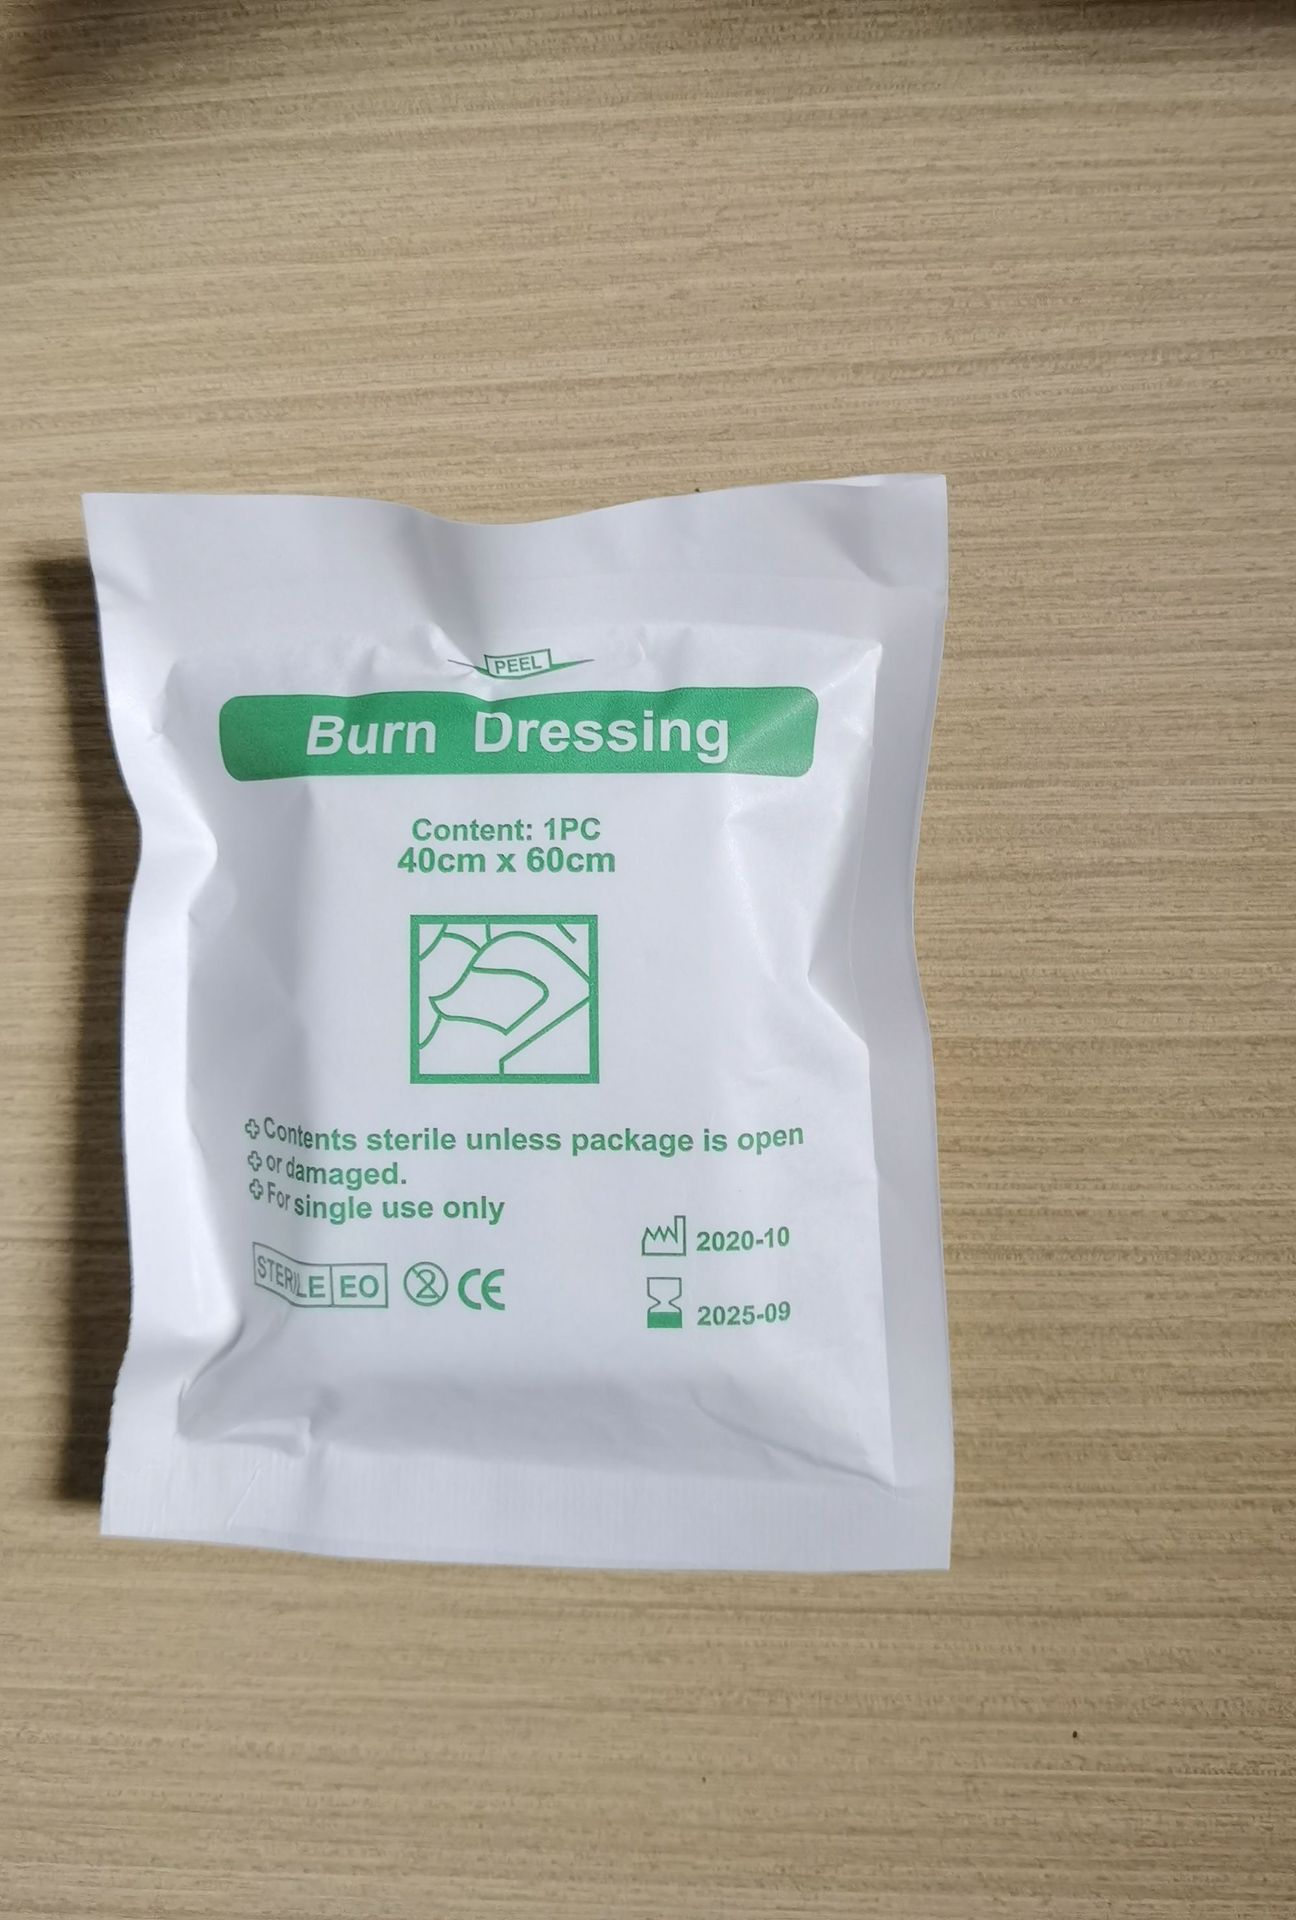 PEEL
Burn Dressing
Content: 1PC
40cm x 60cm
Contents sterile unless package is open
or damaged.
For single use only
2020-10
STERILE EO 2 CE
2025-09